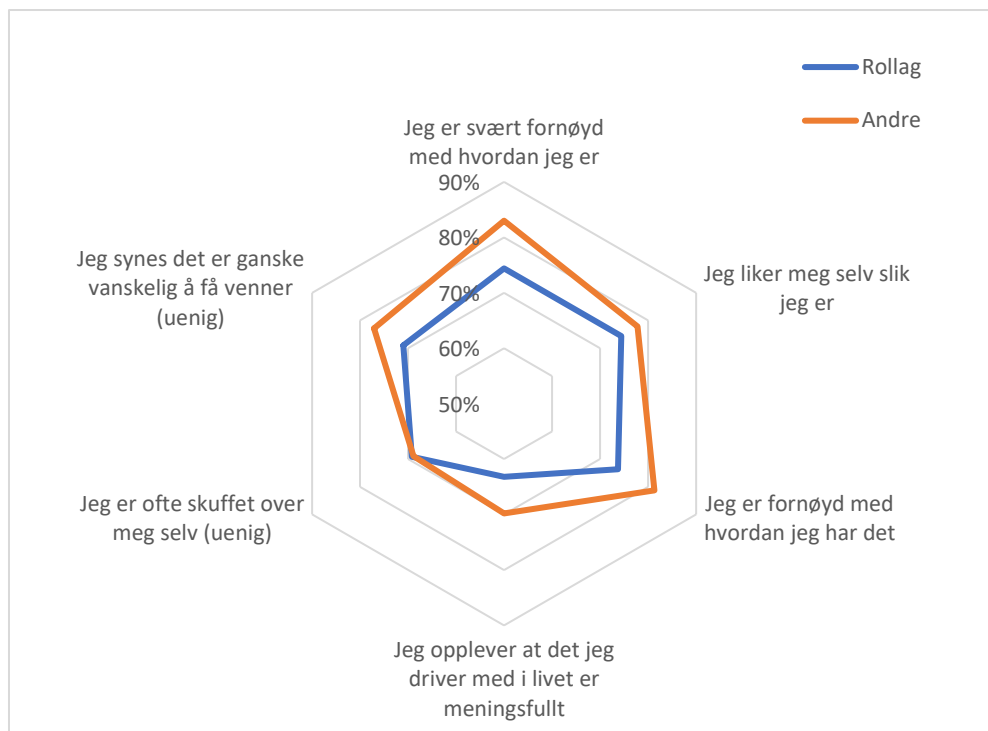 Rollag
Andre
Jeg er svært fornøyd
med hvordan jeg er
90%
80%
70%
60%
50%
Jeg liker meg selv slik
jeg er
Jeg er fornøyd med
hvordan jeg har det
Jeg opplever at det jeg
driver med i livet er
meningsfullt
Jeg er ofte skuffet over
meg selv (uenig)
Jeg synes det er ganske
vanskelig å få venner
(uenig)